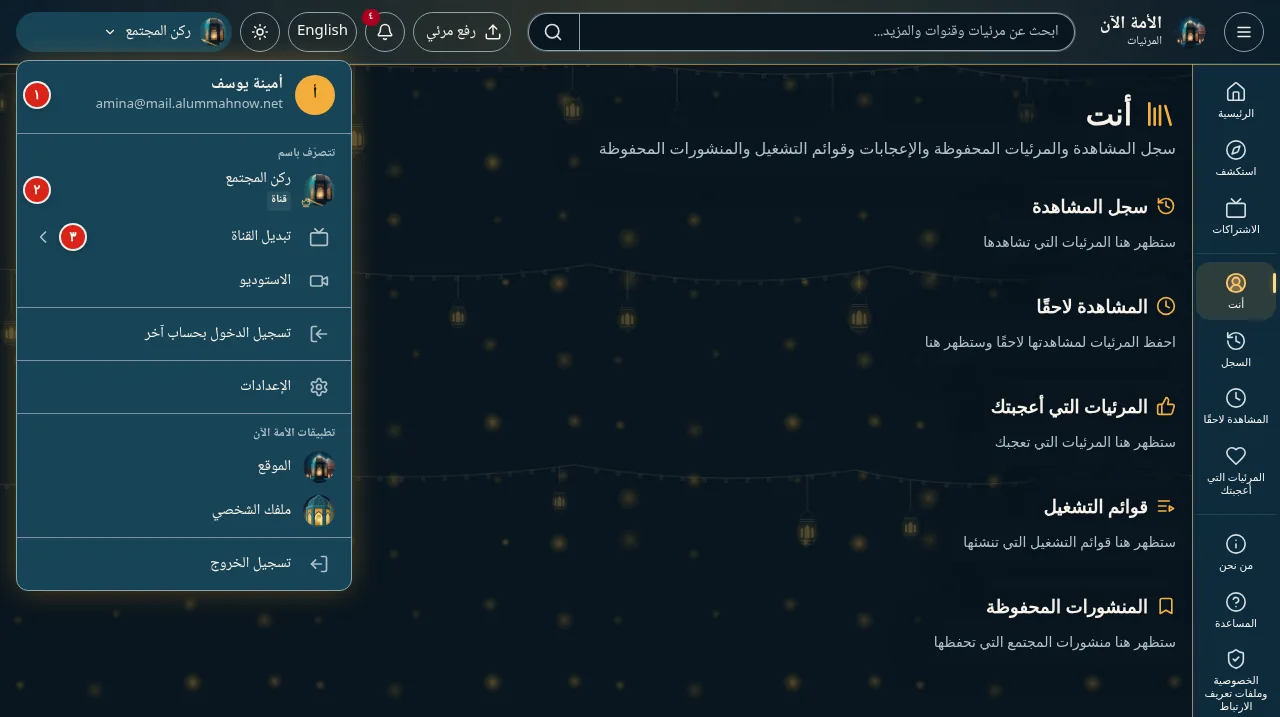 الأمة الآن
المرئيات
ابحث عن مرئيات وقنوات والمزيد...
رفع مرئي
٤
English
ركن المجتمع
الرئيسية
استكشف
الاشتراكات
أنت
السجل
المشاهدة لاحقًا
المرئيات التي
أعجبتك
من نحن
المساعدة
الخصوصية
وملفات تعريف
الارتباط
أنت
سجل المشاهدة والمرئيات المحفوظة والإعجابات وقوائم التشغيل والمنشورات المحفوظة
سجل المشاهدة
ستظهر هنا المرئيات التي تشاهدها
المشاهدة لاحقًا
احفظ المرئيات لمشاهدتها لاحقًا وستظهر هنا
المرئيات التي أعجبتك
ستظهر هنا المرئيات التي تعجبك
قوائم التشغيل
ستظهر هنا قوائم التشغيل التي تنشئها
المنشورات المحفوظة
ستظهر هنا منشورات المجتمع التي تحفظها
أ
أمينة يوسف
amina@mail.alummahnow.net
١
تتصرّف باسم
ركن المجتمع
قناة
٢
تبديل القناة
٣
الاستوديو
تسجيل الدخول بحساب آخر
الإعدادات
تطبيقات الأمة الآن
الموقع
ملفك الشخصي
تسجيل الخروج